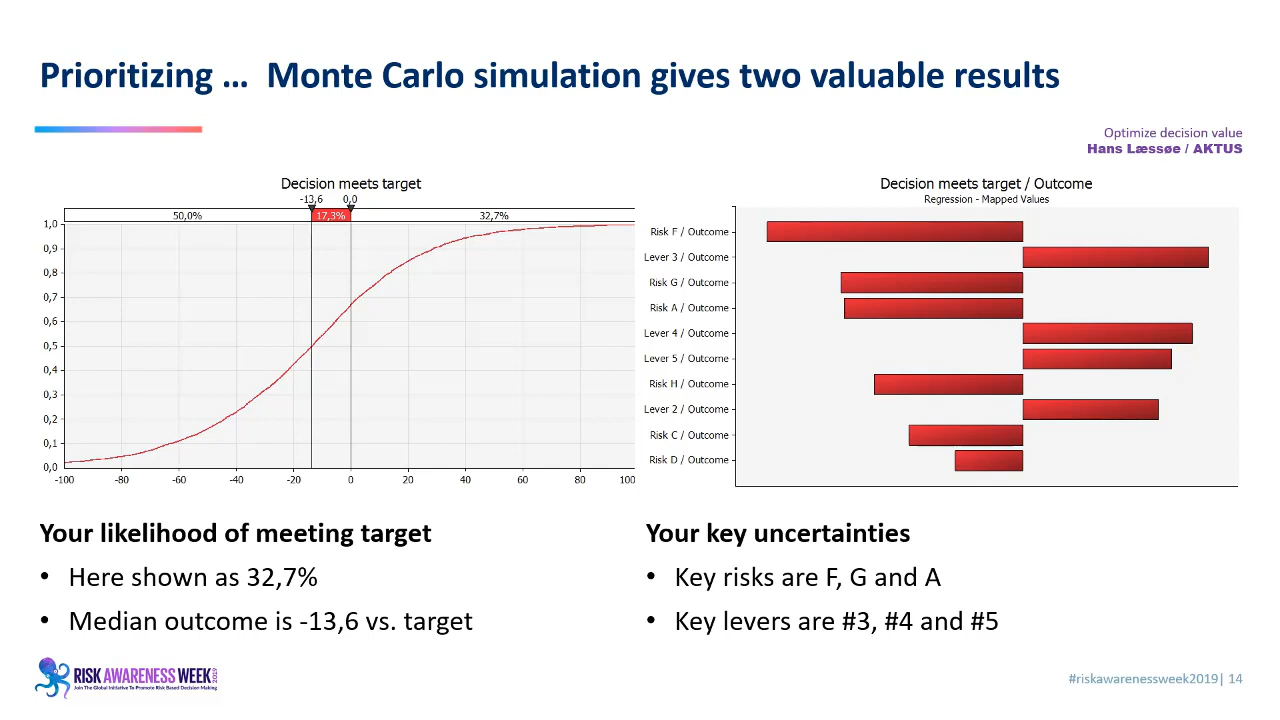 Prioritizing … Monte Carlo simulation gives two valuable results
Optimize decision value
Hans Læssøe / AKTUS
Decision meets target
-13,6 0,0
50,0% 17,3% 32,7%
1,0
0,9
0,8
0,7
0,6
0,5
0,4
0,3
0,2
0,1
0,0
-100 -80 -60 -40 -20 0 20 40 60 80 100
Decision meets target / Outcome
Regression - Mapped Values
Risk F / Outcome
Lever 3 / Outcome
Risk G / Outcome
Risk A / Outcome
Lever 4 / Outcome
Lever 5 / Outcome
Risk H / Outcome
Lever 2 / Outcome
Risk C / Outcome
Risk D / Outcome
Your likelihood of meeting target
• Here shown as 32,7%
• Median outcome is -13,6 vs. target
Your key uncertainties
• Key risks are F, G and A
• Key levers are #3, #4 and #5
RISK AWARENESS WEEK 2019
Join The Global Initiative To Promote Risk Based Decision Making
#riskawarenessweek2019| 14